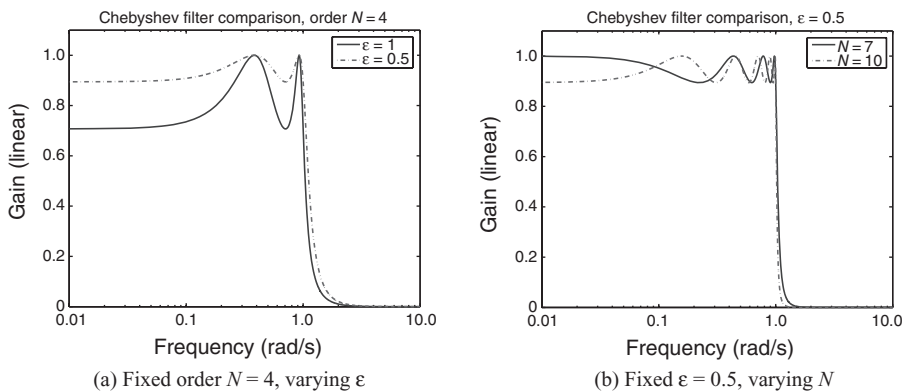 Chebyshev filter comparison, order N = 4
ε = 1
ε = 0.5
1.0
0.8
0.6
0.4
0.2
0
0.01
0.1
1.0
10.0
Gain (linear)
Frequency (rad/s)
(a) Fixed order N = 4, varying ε
Chebyshev filter comparison, ε = 0.5
N = 7
N = 10
1.0
0.8
0.6
0.4
0.2
0
0.01
0.1
1.0
10.0
Gain (linear)
Frequency (rad/s)
(b) Fixed ε = 0.5, varying N